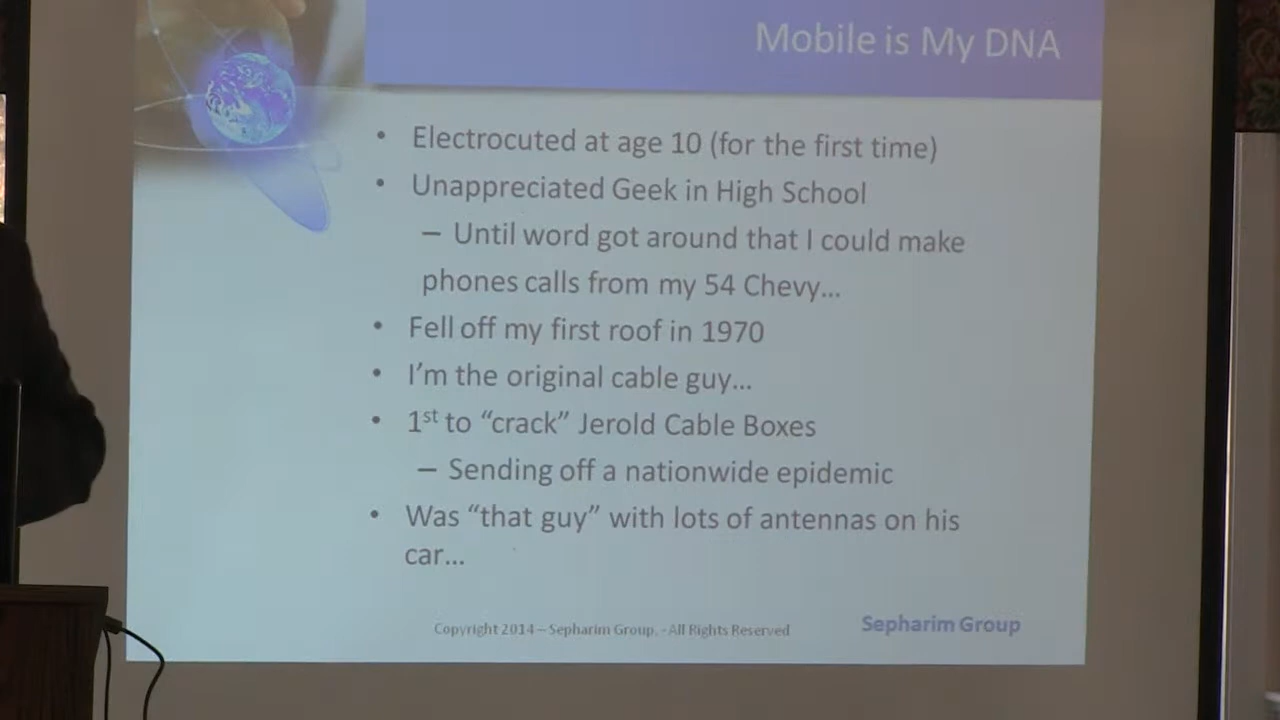 Mobile is My DNA
• Electrocuted at age 10 (for the first time)
• Unappreciated Geek in High School
– Until word got around that I could make
phones calls from my 54 Chevy...
• Fell off my first roof in 1970
• I'm the original cable guy...
• 1st to “crack” Jerold Cable Boxes
– Sending off a nationwide epidemic
• Was “that guy” with lots of antennas on his
car...
Copyright 2014 – Sepharim Group. - All Rights Reserved
Sepharim Group